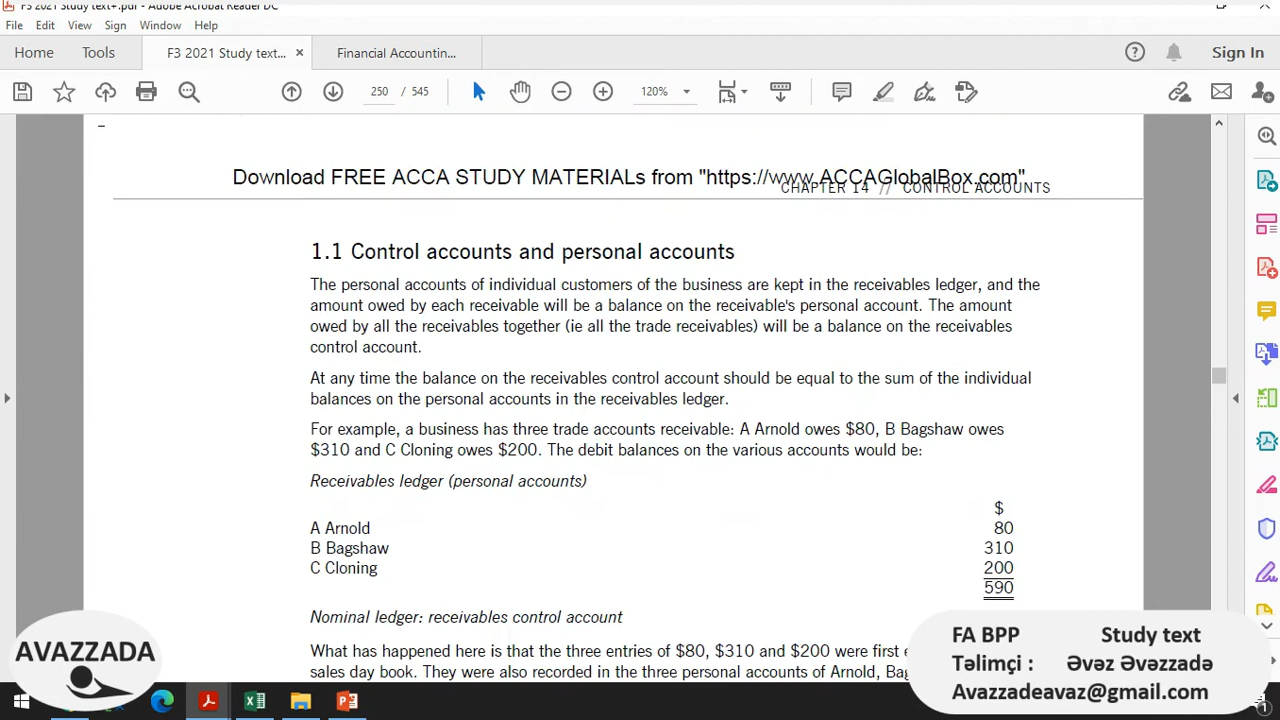 F3 2021 Study text+.pdf - Adobe Acrobat Reader DC
File Edit View Sign Window Help
Home Tools F3 2021 Study text... × Financial Accountin... Sign In
250 / 545 120%
Download FREE ACCA STUDY MATERIALs from "https://www.ACCAGlobalBox.com"
CHAPTER 14 // CONTROL ACCOUNTS
1.1 Control accounts and personal accounts
The personal accounts of individual customers of the business are kept in the receivables ledger, and the
amount owed by each receivable will be a balance on the receivable's personal account. The amount
owed by all the receivables together (ie all the trade receivables) will be a balance on the receivables
control account.
At any time the balance on the receivables control account should be equal to the sum of the individual
balances on the personal accounts in the receivables ledger.
For example, a business has three trade accounts receivable: A Arnold owes $80, B Bagshaw owes
$310 and C Cloning owes $200. The debit balances on the various accounts would be:
Receivables ledger (personal accounts)
$
A Arnold 80
B Bagshaw 310
C Cloning 200
590
Nominal ledger: receivables control account
What has happened here is that the three entries of $80, $310 and $200 were first
sales day book. They were also recorded in the three personal accounts of Arnold,
AVAZZADA
FA BPP Study text
Təlimçi : Əvəz Əvəzzadə
Avazzadeavaz@gmail.com